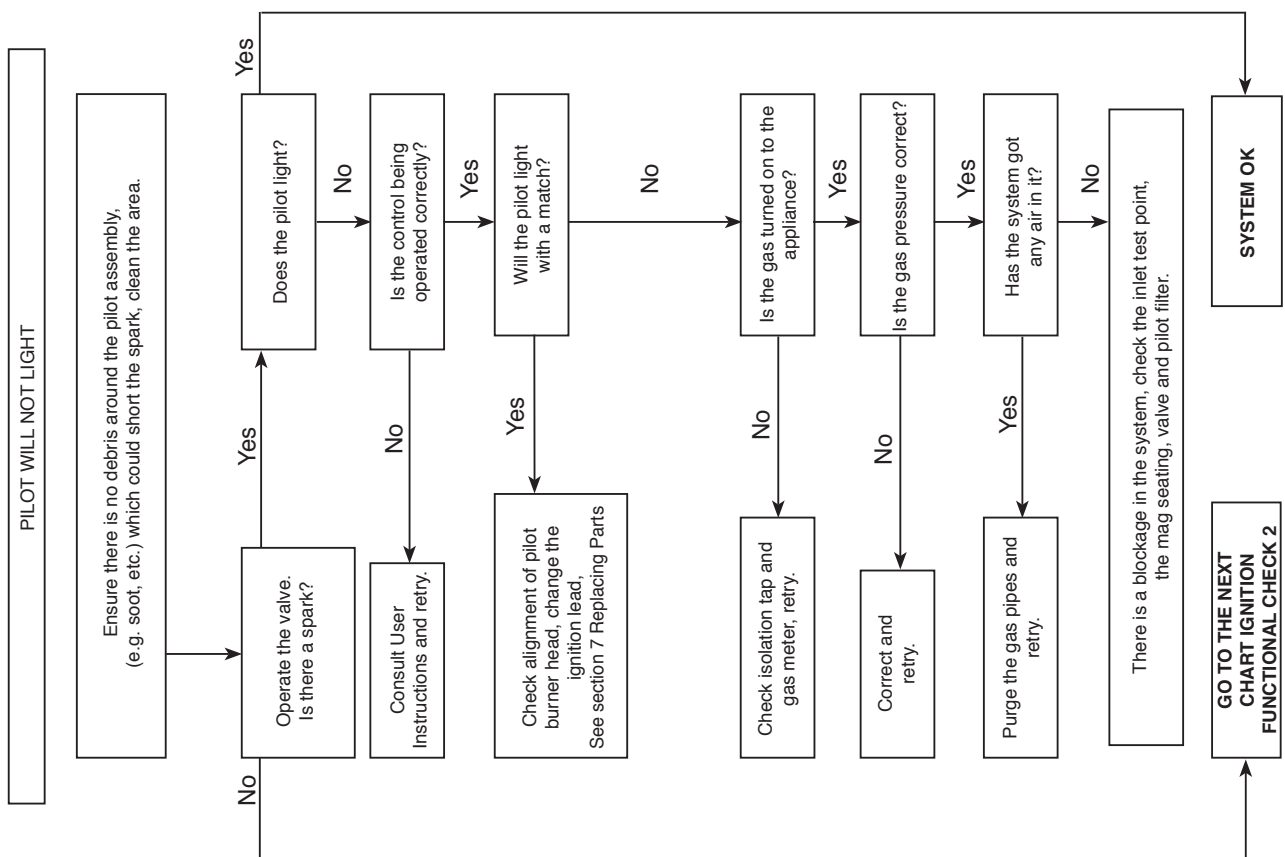 PILOT WILL NOT LIGHT
Ensure there is no debris around the pilot assembly,
(e.g. soot, etc.) which could short the spark, clean the area.
Operate the valve.
Is there a spark?
Yes
No
Does the pilot light?
Yes
No
Is the control being
operated correctly?
No
Consult User
Instructions and retry.
Yes
Will the pilot light
with a match?
Yes
Check alignment of pilot
burner head, change the
ignition lead,
See section 7 Replacing Parts
No
Is the gas turned on to the
appliance?
No
Check isolation tap and
gas meter, retry.
Yes
Is the gas pressure correct?
No
Correct and
retry.
Yes
Has the system got
any air in it?
Yes
Purge the gas pipes and
retry.
No
There is a blockage in the system, check the inlet test point,
the mag seating, valve and pilot filter.
GO TO THE NEXT
CHART IGNITION
FUNCTIONAL CHECK 2
SYSTEM OK